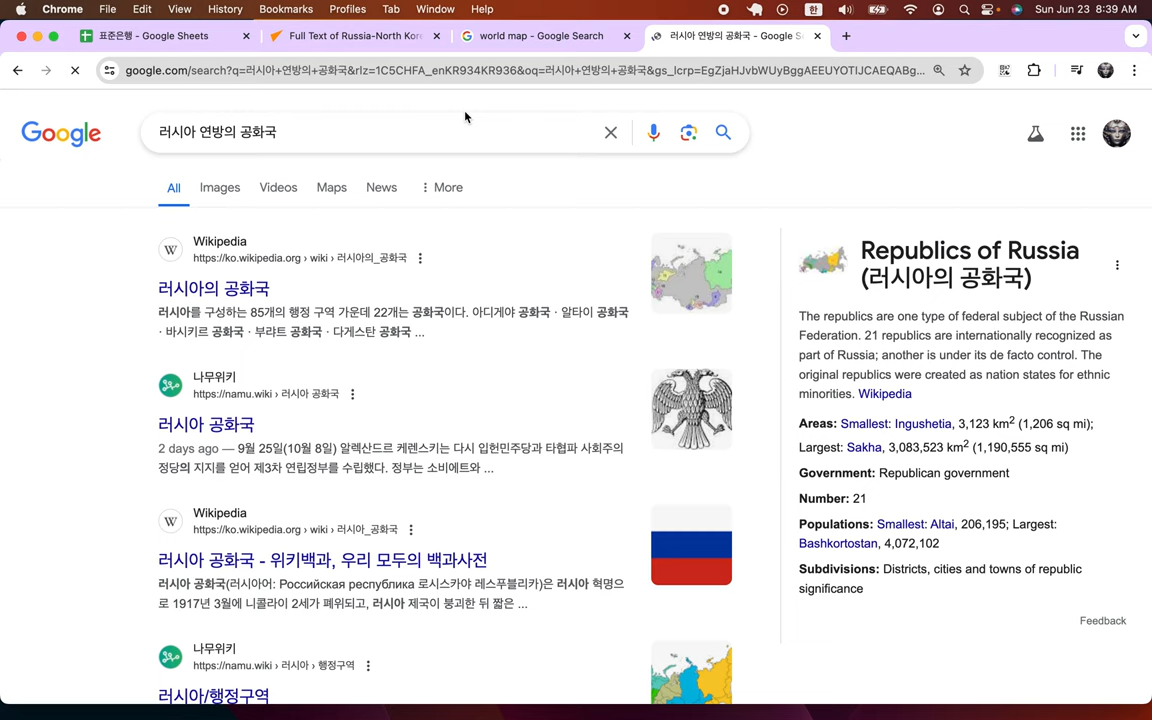 Chrome File Edit View History Bookmarks Profiles Tab Window Help 한 Sun Jun 23 8:39 AM
표준은행 - Google Sheets Full Text of Russia-North Kor world map - Google Search 러시아 연방의 공화국 - Google S
google.com/search?q=러시아+연방의+공화국&rlz=1C5CHFA_enKR934KR936&oq=러시아+연방의+공화국&gs_lcrp=EgZjaHJvbWUyBggAEEUYOTIJCAEQABg...
Google 러시아 연방의 공화국
All Images Videos Maps News More
W Wikipedia
https://ko.wikipedia.org › wiki › 러시아의_공화국
러시아의 공화국
러시아를 구성하는 85개의 행정 구역 가운데 22개는 공화국이다. 아디게야 공화국 · 알타이 공화국
· 바시키르 공화국 · 부랴트 공화국 · 다게스탄 공화국 ...
나무위키
https://namu.wiki › 러시아 공화국
러시아 공화국
2 days ago — 9월 25일(10월 8일) 알렉산드르 케렌스키는 다시 입헌민주당과 타협파 사회주의
정당의 지지를 얻어 제3차 연립정부를 수립했다. 정부는 소비에트와 ...
W Wikipedia
https://ko.wikipedia.org › wiki › 러시아_공화국
러시아 공화국 - 위키백과, 우리 모두의 백과사전
러시아 공화국(러시아어: Российская республика 로시스카야 레스푸블리카)은 러시아 혁명으
로 1917년 3월에 니콜라이 2세가 폐위되고, 러시아 제국이 붕괴한 뒤 짧은 ...
나무위키
https://namu.wiki › 러시아 › 행정구역
러시아/행정구역
Republics of Russia
(러시아의 공화국)
The republics are one type of federal subject of the Russian
Federation. 21 republics are internationally recognized as
part of Russia; another is under its de facto control. The
original republics were created as nation states for ethnic
minorities. Wikipedia
Areas: Smallest: Ingushetia, 3,123 km² (1,206 sq mi);
Largest: Sakha, 3,083,523 km² (1,190,555 sq mi)
Government: Republican government
Number: 21
Populations: Smallest: Altai, 206,195; Largest:
Bashkortostan, 4,072,102
Subdivisions: Districts, cities and towns of republic
significance
Feedback